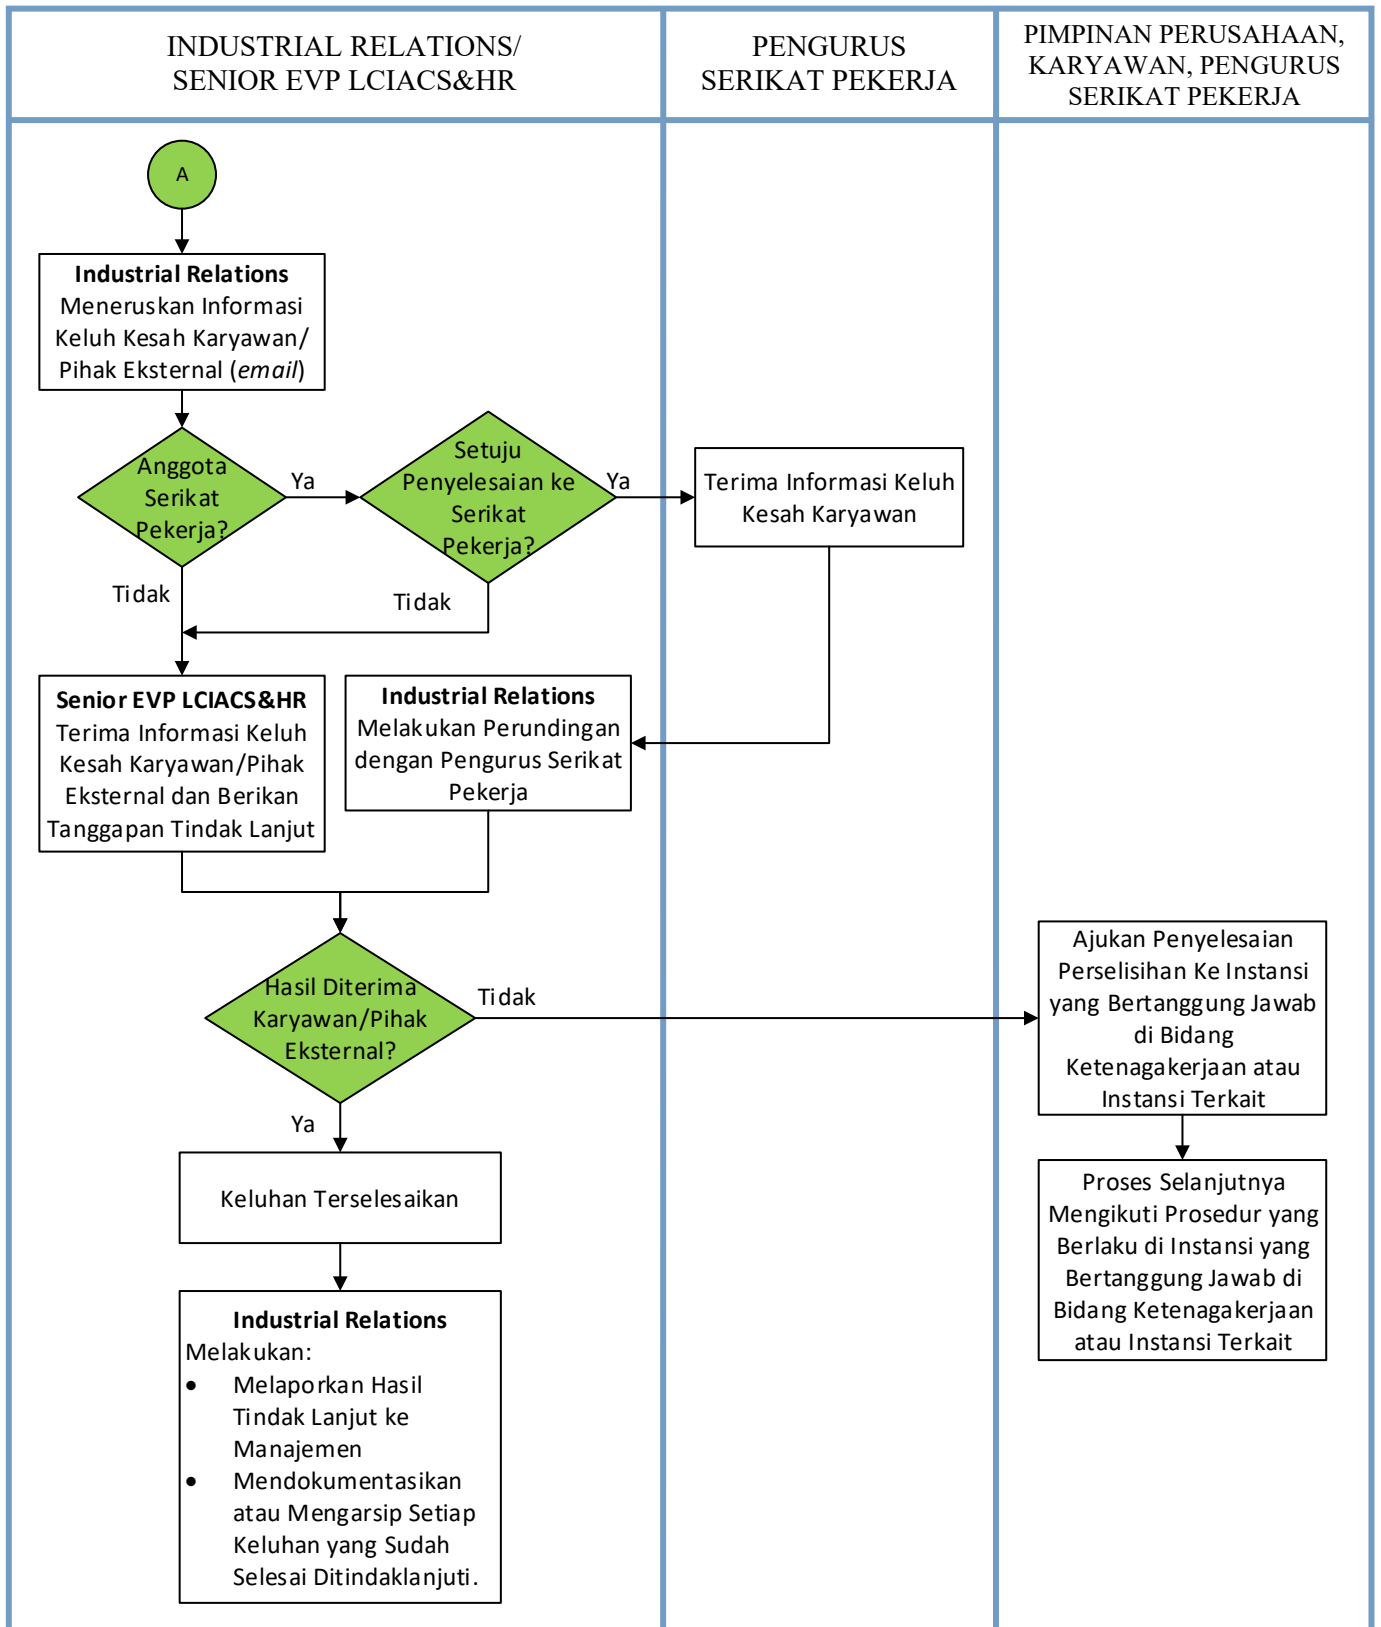 INDUSTRIAL RELATIONS/
SENIOR EVP LCIACS&HR
PENGURUS
SERIKAT PEKERJA
PIMPINAN PERUSAHAAN,
KARYAWAN, PENGURUS
SERIKAT PEKERJA
A
Industrial Relations
Meneruskan Informasi
Keluh Kesah Karyawan/
Pihak Eksternal (email)
Anggota
Serikat
Pekerja?
Ya
Setuju
Penyelesaian ke
Serikat
Pekerja?
Ya
Terima Informasi Keluh
Kesah Karyawan
Tidak
Tidak
Senior EVP LCIACS&HR
Terima Informasi Keluh
Kesah Karyawan/Pihak
Eksternal dan Berikan
Tanggapan Tindak Lanjut
Industrial Relations
Melakukan Perundingan
dengan Pengurus Serikat
Pekerja
Hasil Diterima
Karyawan/Pihak
Eksternal?
Tidak
Ajukan Penyelesaian
Perselisihan Ke Instansi
yang Bertanggung Jawab
di Bidang
Ketenagakerjaan atau
Instansi Terkait
Ya
Keluhan Terselesaikan
Proses Selanjutnya
Mengikuti Prosedur yang
Berlaku di Instansi yang
Bertanggung Jawab di
Bidang Ketenagakerjaan
atau Instansi Terkait
Industrial Relations
Melakukan:
• Melaporkan Hasil
Tindak Lanjut ke
Manajemen
• Mendokumentasikan
atau Mengarsip Setiap
Keluhan yang Sudah
Selesai Ditindaklanjuti.